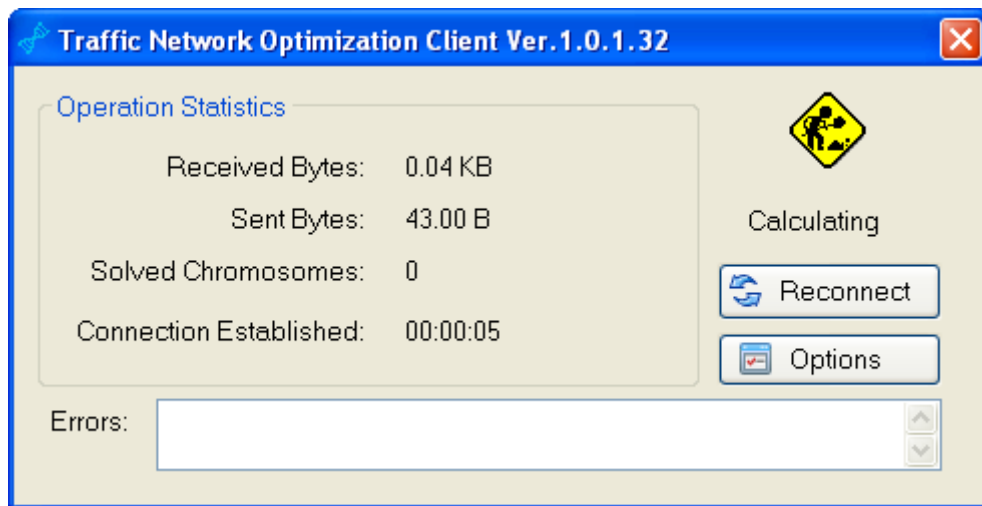 Traffic Network Optimization Client Ver.1.0.1.32
Operation Statistics
Received Bytes: 0.04 KB
Sent Bytes: 43.00 B
Solved Chromosomes: 0
Connection Established: 00:00:05
Calculating
Reconnect
Options
Errors: